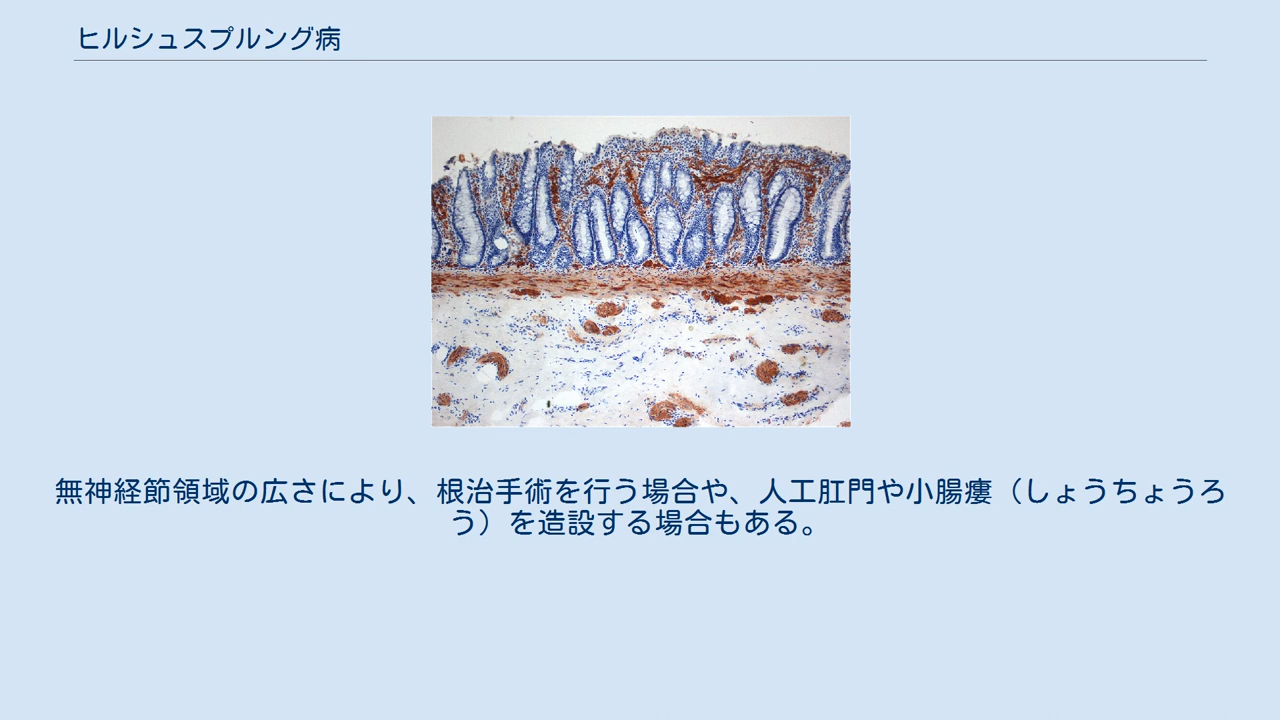 ヒルシュスプルング病
無神経節領域の広さにより、根治手術を行う場合や、人工肛門や小腸瘻（しょうちょうろ
う）を造設する場合もある。